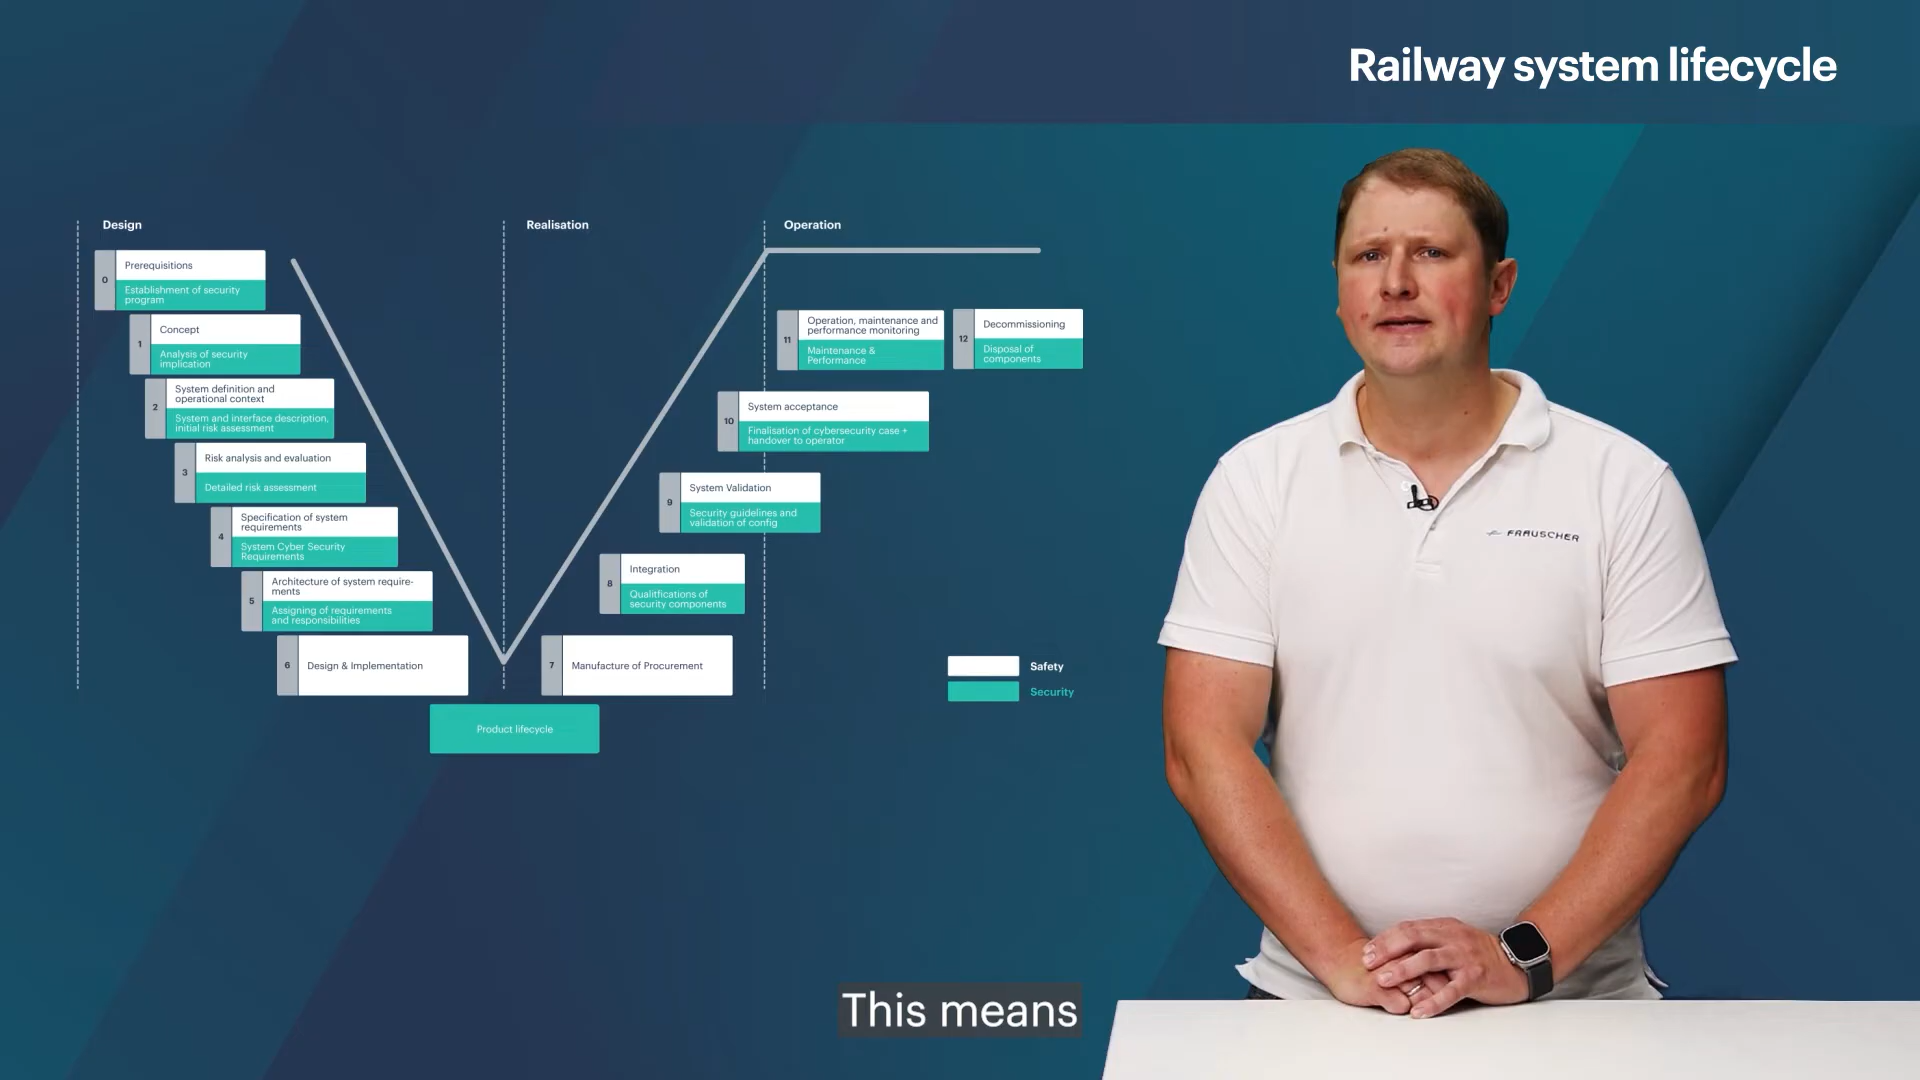 Railway system lifecycle
Design
Realisation
Operation
0
Prerequisitions
Establishment of security
program
1
Concept
Analysis of security
implication
2
System definition and
operational context
System and interface description,
initial risk assessment
3
Risk analysis and evaluation
Detailed risk assessment
4
Specification of system
requirements
System Cyber Security
Requirements
5
Architecture of system require-
ments
Assigning of requirements
and responsibilities
6
Design & Implementation
7
Manufacture of Procurement
Product lifecycle
8
Integration
Qualitfications of
security components
9
System Validation
Security guidelines and
validation of config
10
System acceptance
Finalisation of cybersecurity case +
handover to operator
11
Operation, maintenance and
performance monitoring
Maintenance &
Performance
12
Decommissioning
Disposal of
components
Safety
Security
FRAUSCHER
This means